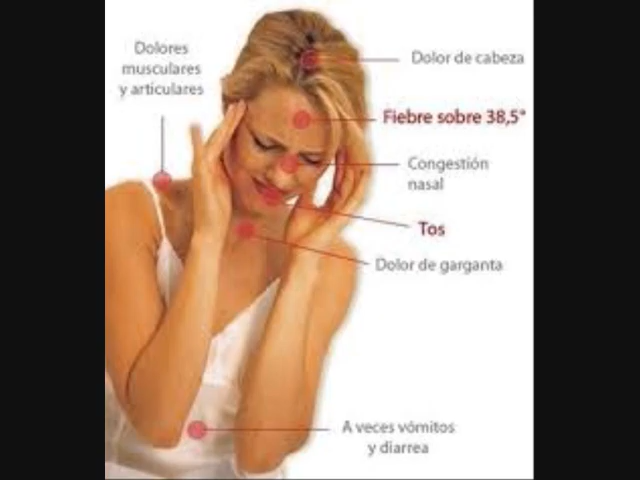 Dolores
musculares
y articulares
Dolor de cabeza
Fiebre sobre 38,5°
Congestión
nasal
Tos
Dolor de garganta
A veces vómitos
y diarrea